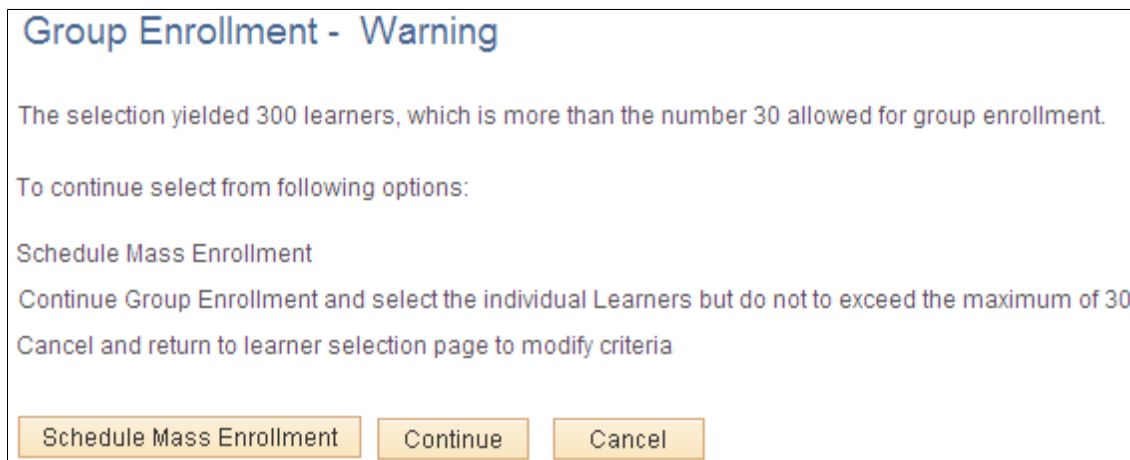 Group Enrollment - Warning
The selection yielded 300 learners, which is more than the number 30 allowed for group enrollment.
To continue select from following options:
Schedule Mass Enrollment
Continue Group Enrollment and select the individual Learners but do not to exceed the maximum of 30
Cancel and return to learner selection page to modify criteria
Schedule Mass Enrollment Continue Cancel